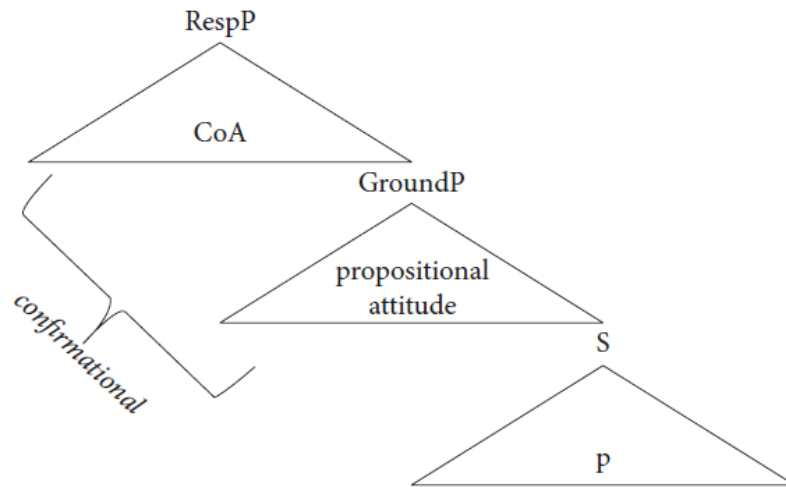 RespP
CoA
GroundP
propositional
attitude
confirmational
S
p